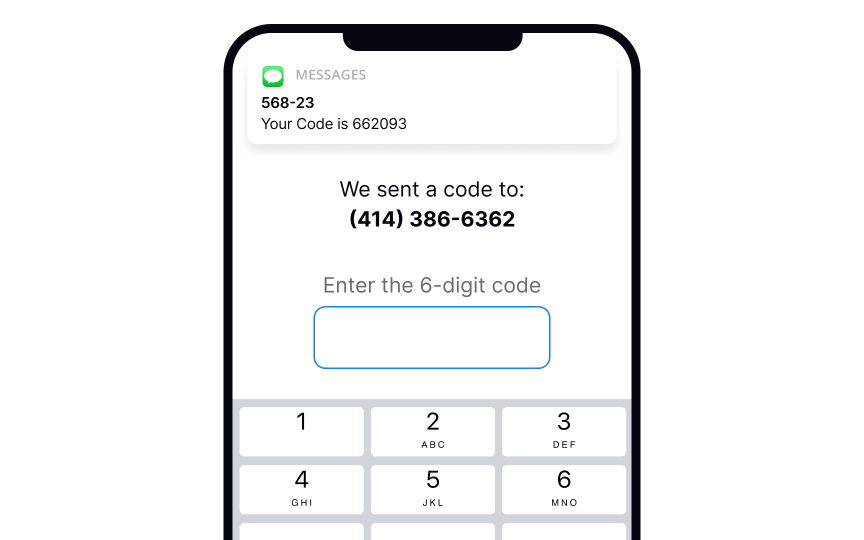 MESSAGES
568-23
Your Code is 662093
We sent a code to:
(414) 386-6362
Enter the 6-digit code
1 2 3
ABC DEF
4 5 6
GHI JKL MNO